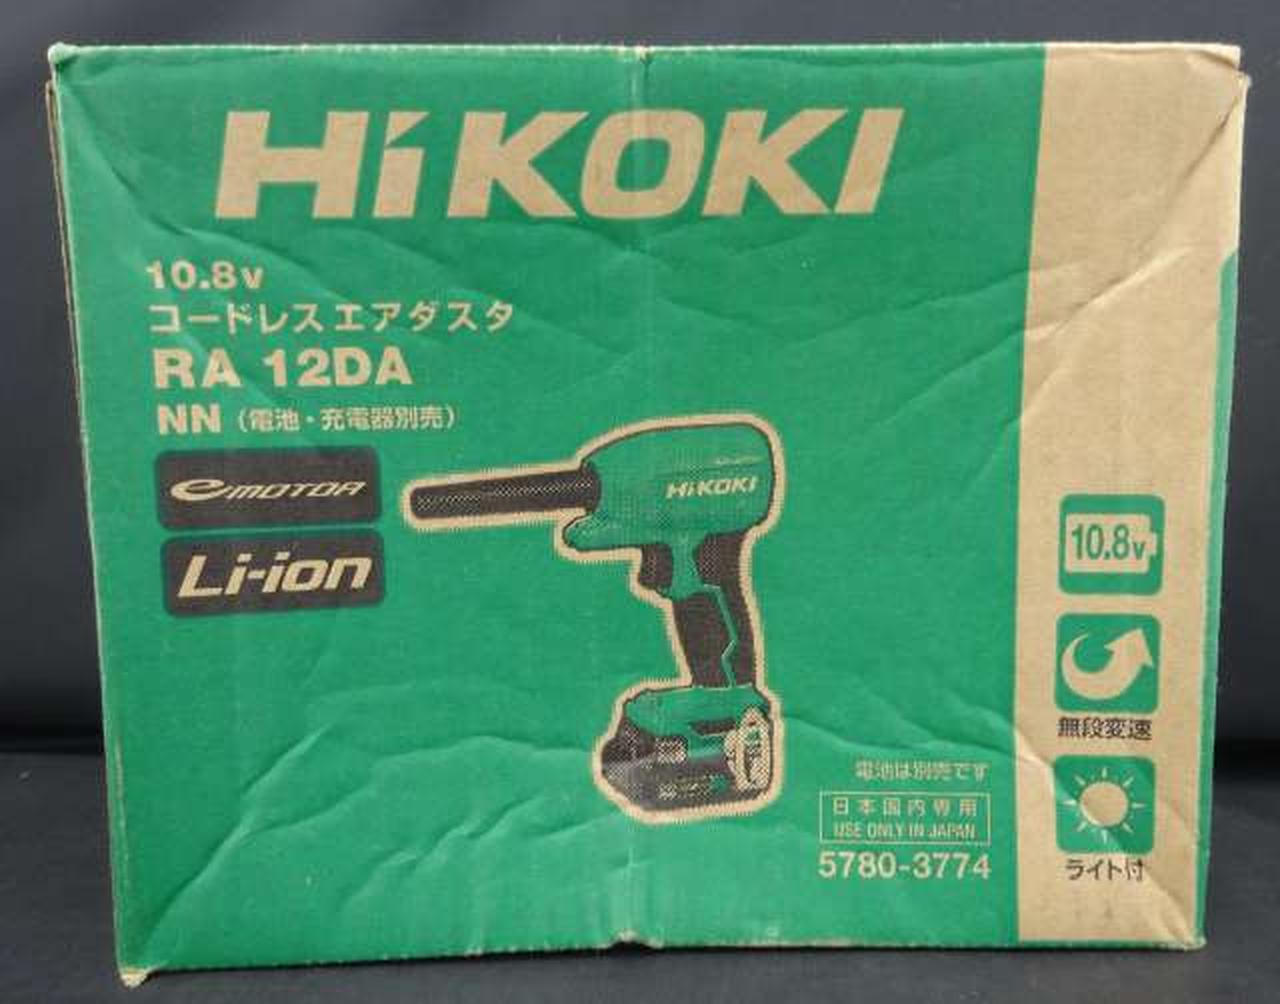 HiKOKI
10.8v
コードレスエアダスタ
RA 12DA
NN（電池・充電器別売）
eMOTOR
Li-ion
HiKOKI
10.8v
無段変速
電池は別売です
日本国内専用
USE ONLY IN JAPAN
5780-3774
ライト付